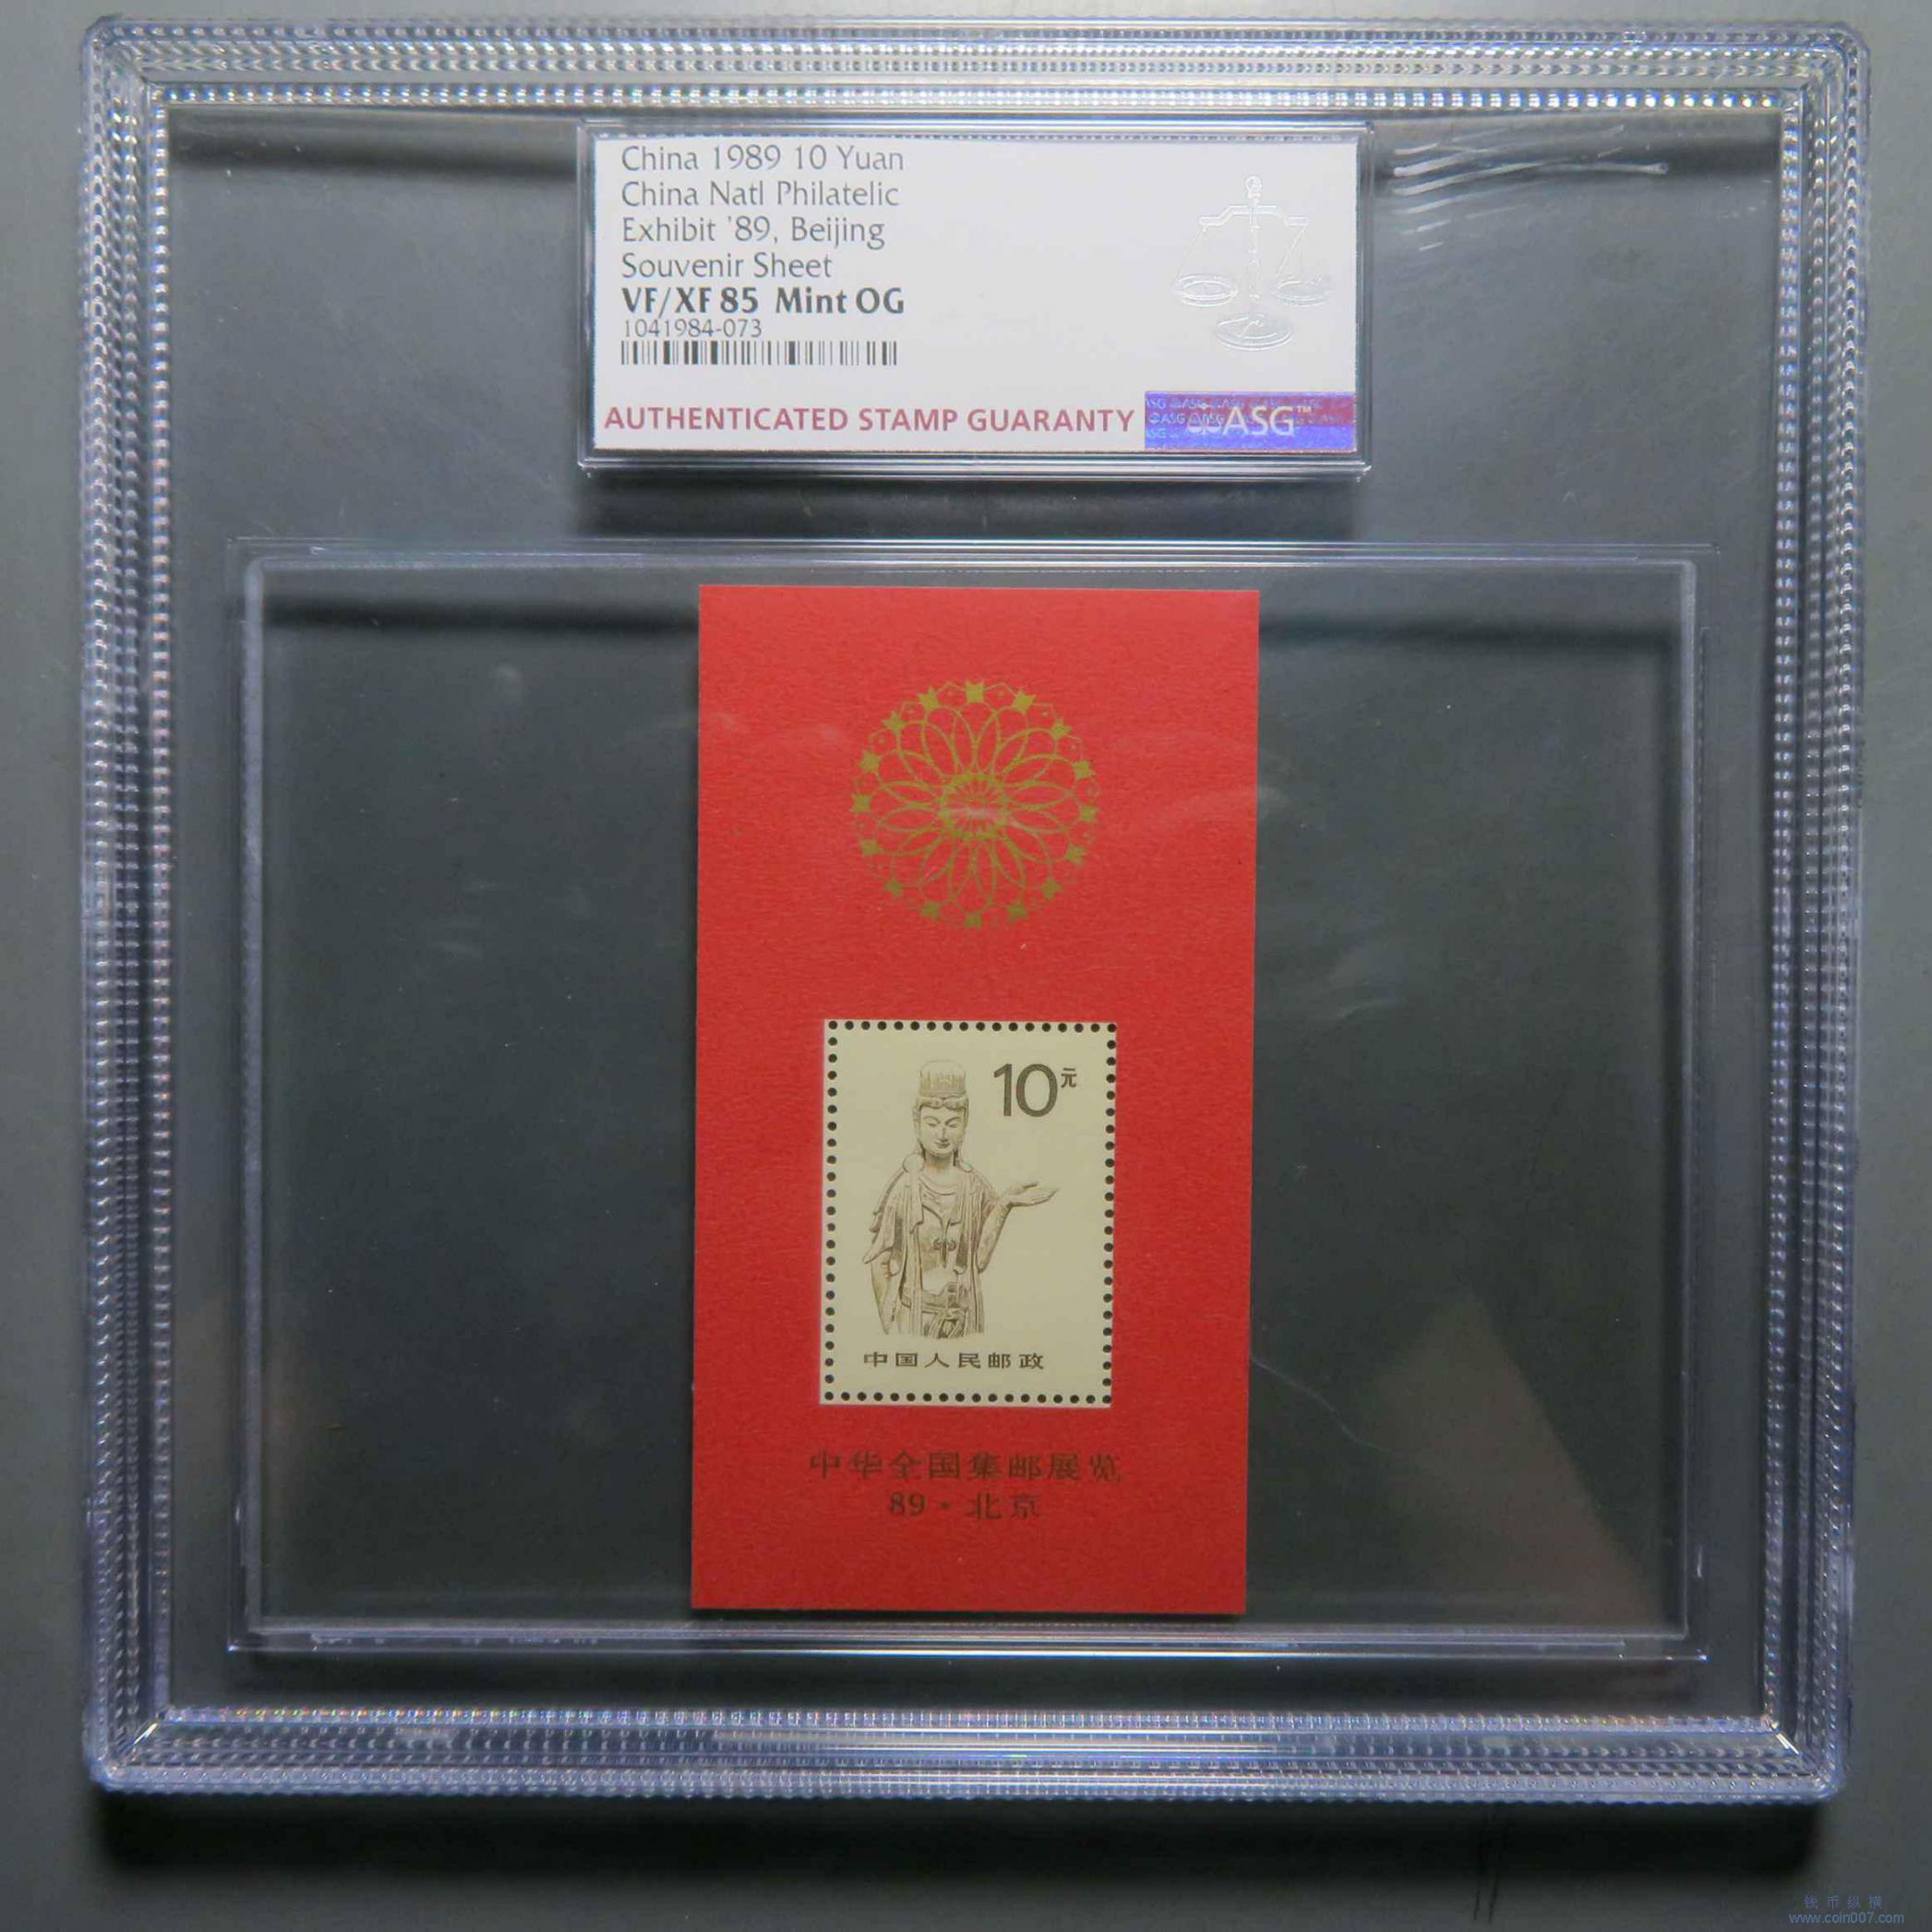 China 1989 10 Yuan
China Natl Philatelic
Exhibit '89, Beijing
Souvenir Sheet
VF/XF 85 Mint OG
1041984-073
AUTHENTICATED STAMP GUARANTY
ASG™
10元
中国人民邮政
中华全国集邮展览
89·北京
钱币纵横
www.coin007.com